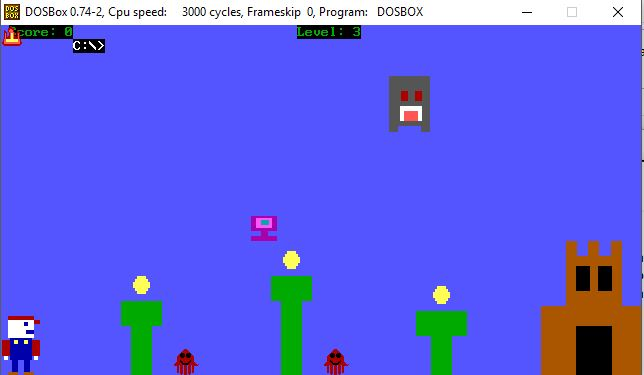 DOSBox 0.74-2, Cpu speed: 3000 cycles, Frameskip 0, Program: DOSBOX
Score: 0 Level: 3
C:\>